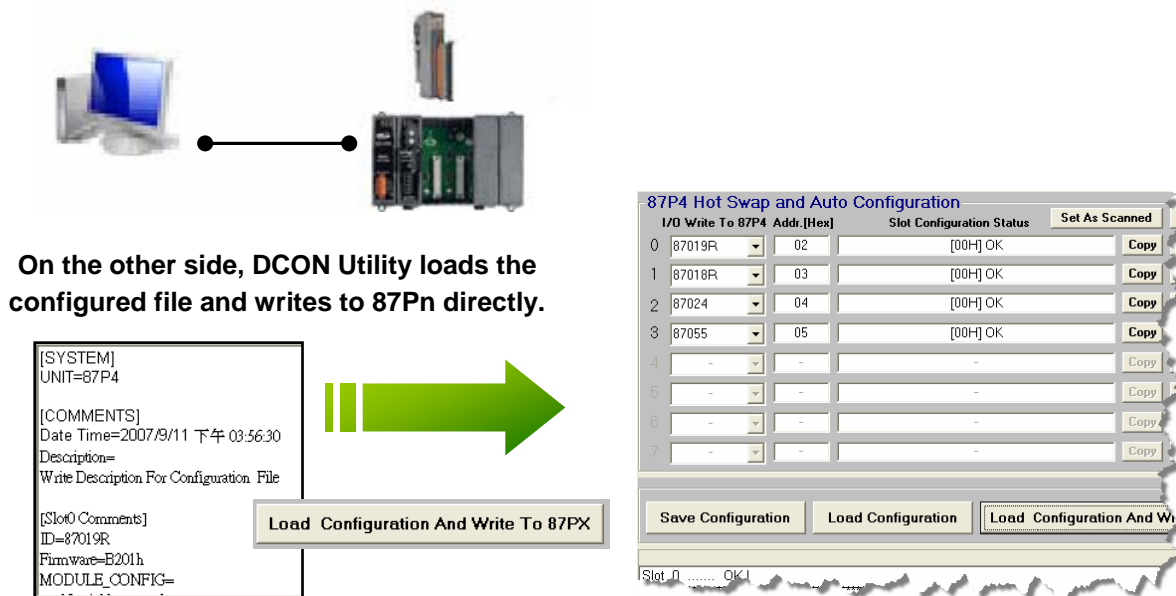 On the other side, DCON Utility loads the
configured file and writes to 87Pn directly.
[SYSTEM]
UNIT=87P4
[COMMENTS]
Date Time=2007/9/11 下午 03:56:30
Description=
Write Description For Configuration File
[Slot0 Comments]
ID=87019R
Firmware=B201h
MODULE_CONFIG=
Load Configuration And Write To 87PX
87P4 Hot Swap and Auto Configuration
I/O Write To 87P4 Addr.[Hex] Slot Configuration Status Set As Scanned
0 87019R 02 [00H] OK Copy
1 87018R 03 [00H] OK Copy
2 87024 04 [00H] OK Copy
3 87055 05 [00H] OK Copy
4 - - - Copy
5 - - - Copy
6 - - - Copy
7 - - - Copy
Save Configuration Load Configuration Load Configuration And
Slot 0 ....... OK!